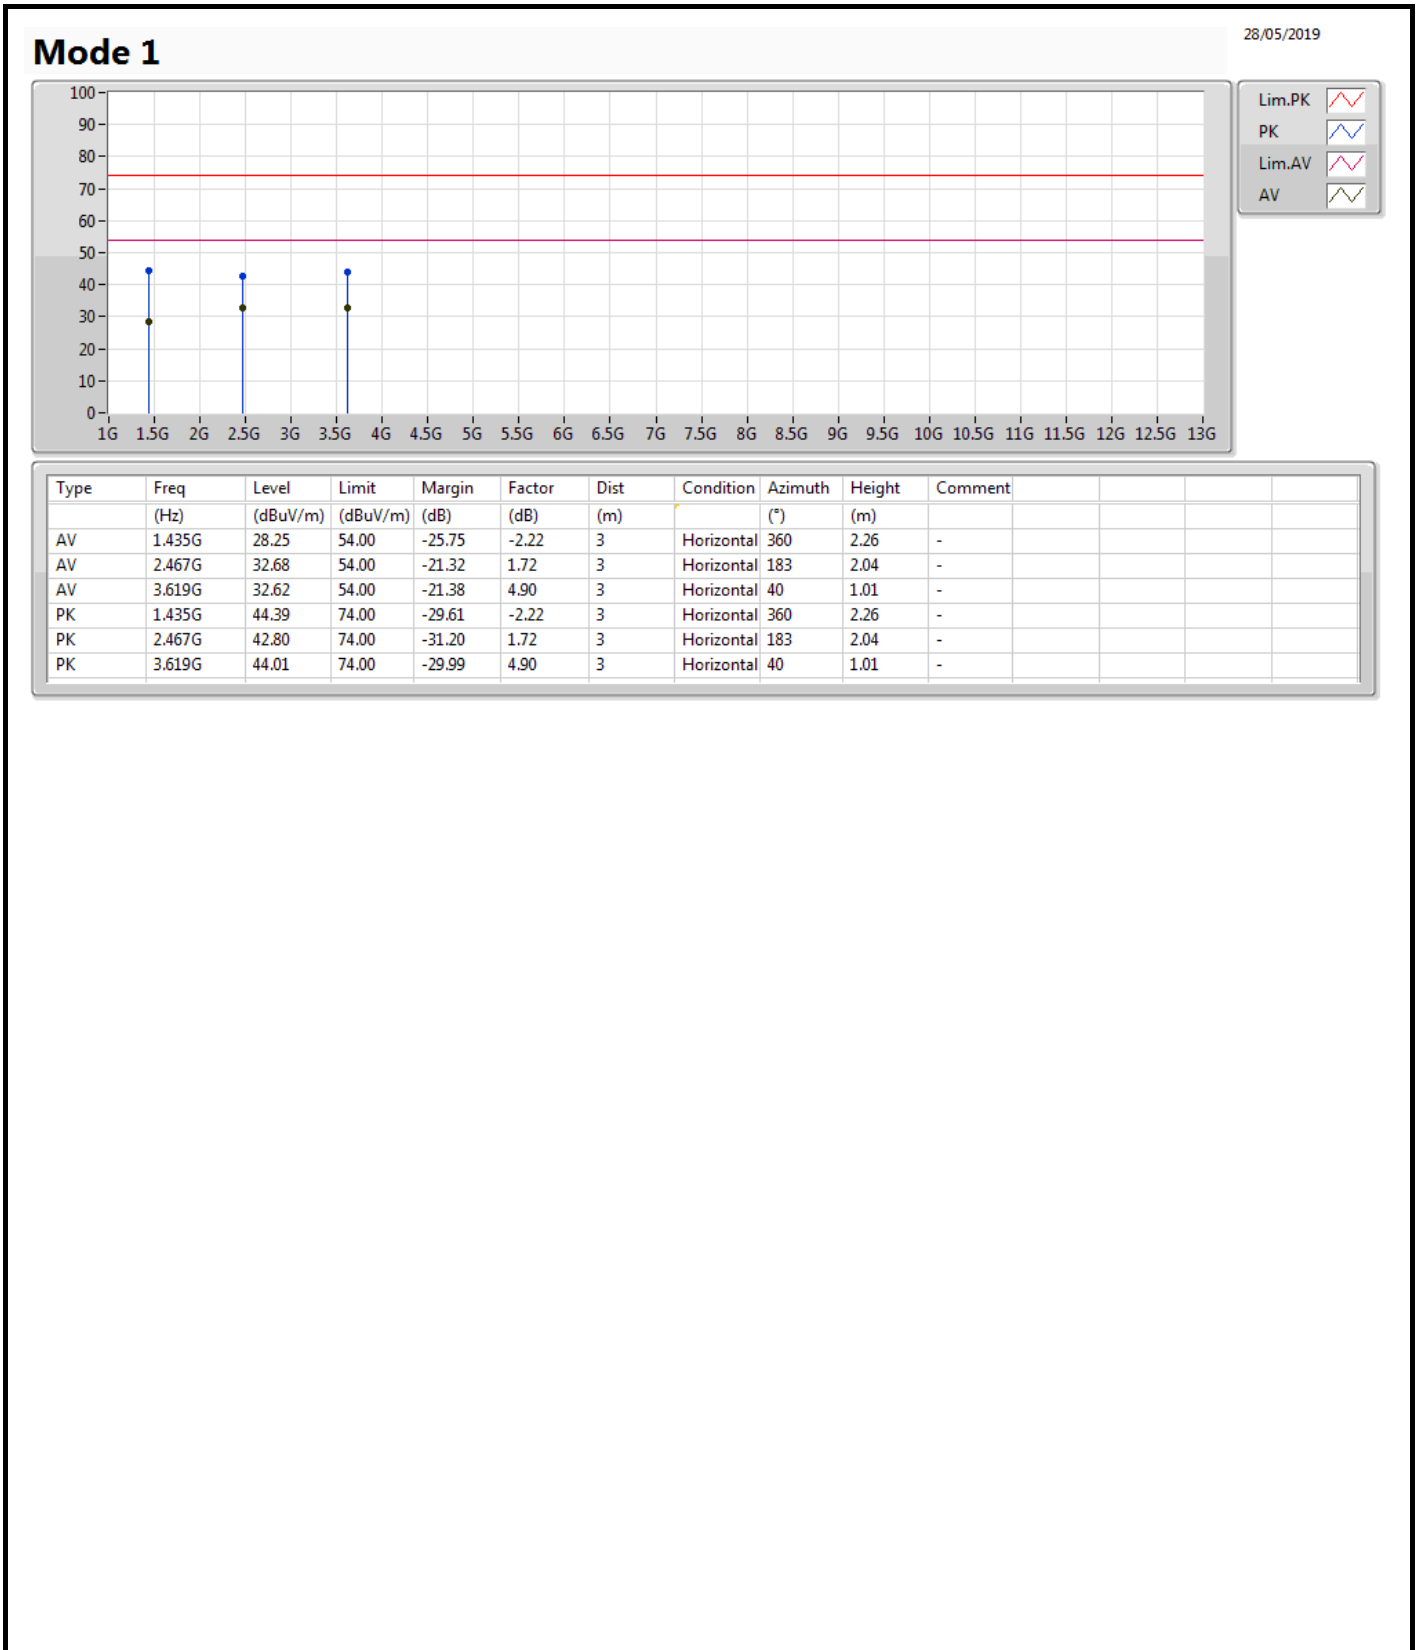 28/05/2019
Mode 1
100
90
80
70
60
50
40
30
20
10
0
1G 1.5G 2G 2.5G 3G 3.5G 4G 4.5G 5G 5.5G 6G 6.5G 7G 7.5G 8G 8.5G 9G 9.5G 10G 10.5G 11G 11.5G 12G 12.5G 13G
Lim.PK
PK
Lim.AV
AV
Type Freq Level Limit Margin Factor Dist Condition Azimuth Height Comment
(Hz) (dBuV/m) (dBuV/m) (dB) (dB) (m) (°) (m)
AV 1.435G 28.25 54.00 -25.75 -2.22 3 Horizontal 360 2.26 -
AV 2.467G 32.68 54.00 -21.32 1.72 3 Horizontal 183 2.04 -
AV 3.619G 32.62 54.00 -21.38 4.90 3 Horizontal 40 1.01 -
PK 1.435G 44.39 74.00 -29.61 -2.22 3 Horizontal 360 2.26 -
PK 2.467G 42.80 74.00 -31.20 1.72 3 Horizontal 183 2.04 -
PK 3.619G 44.01 74.00 -29.99 4.90 3 Horizontal 40 1.01 -